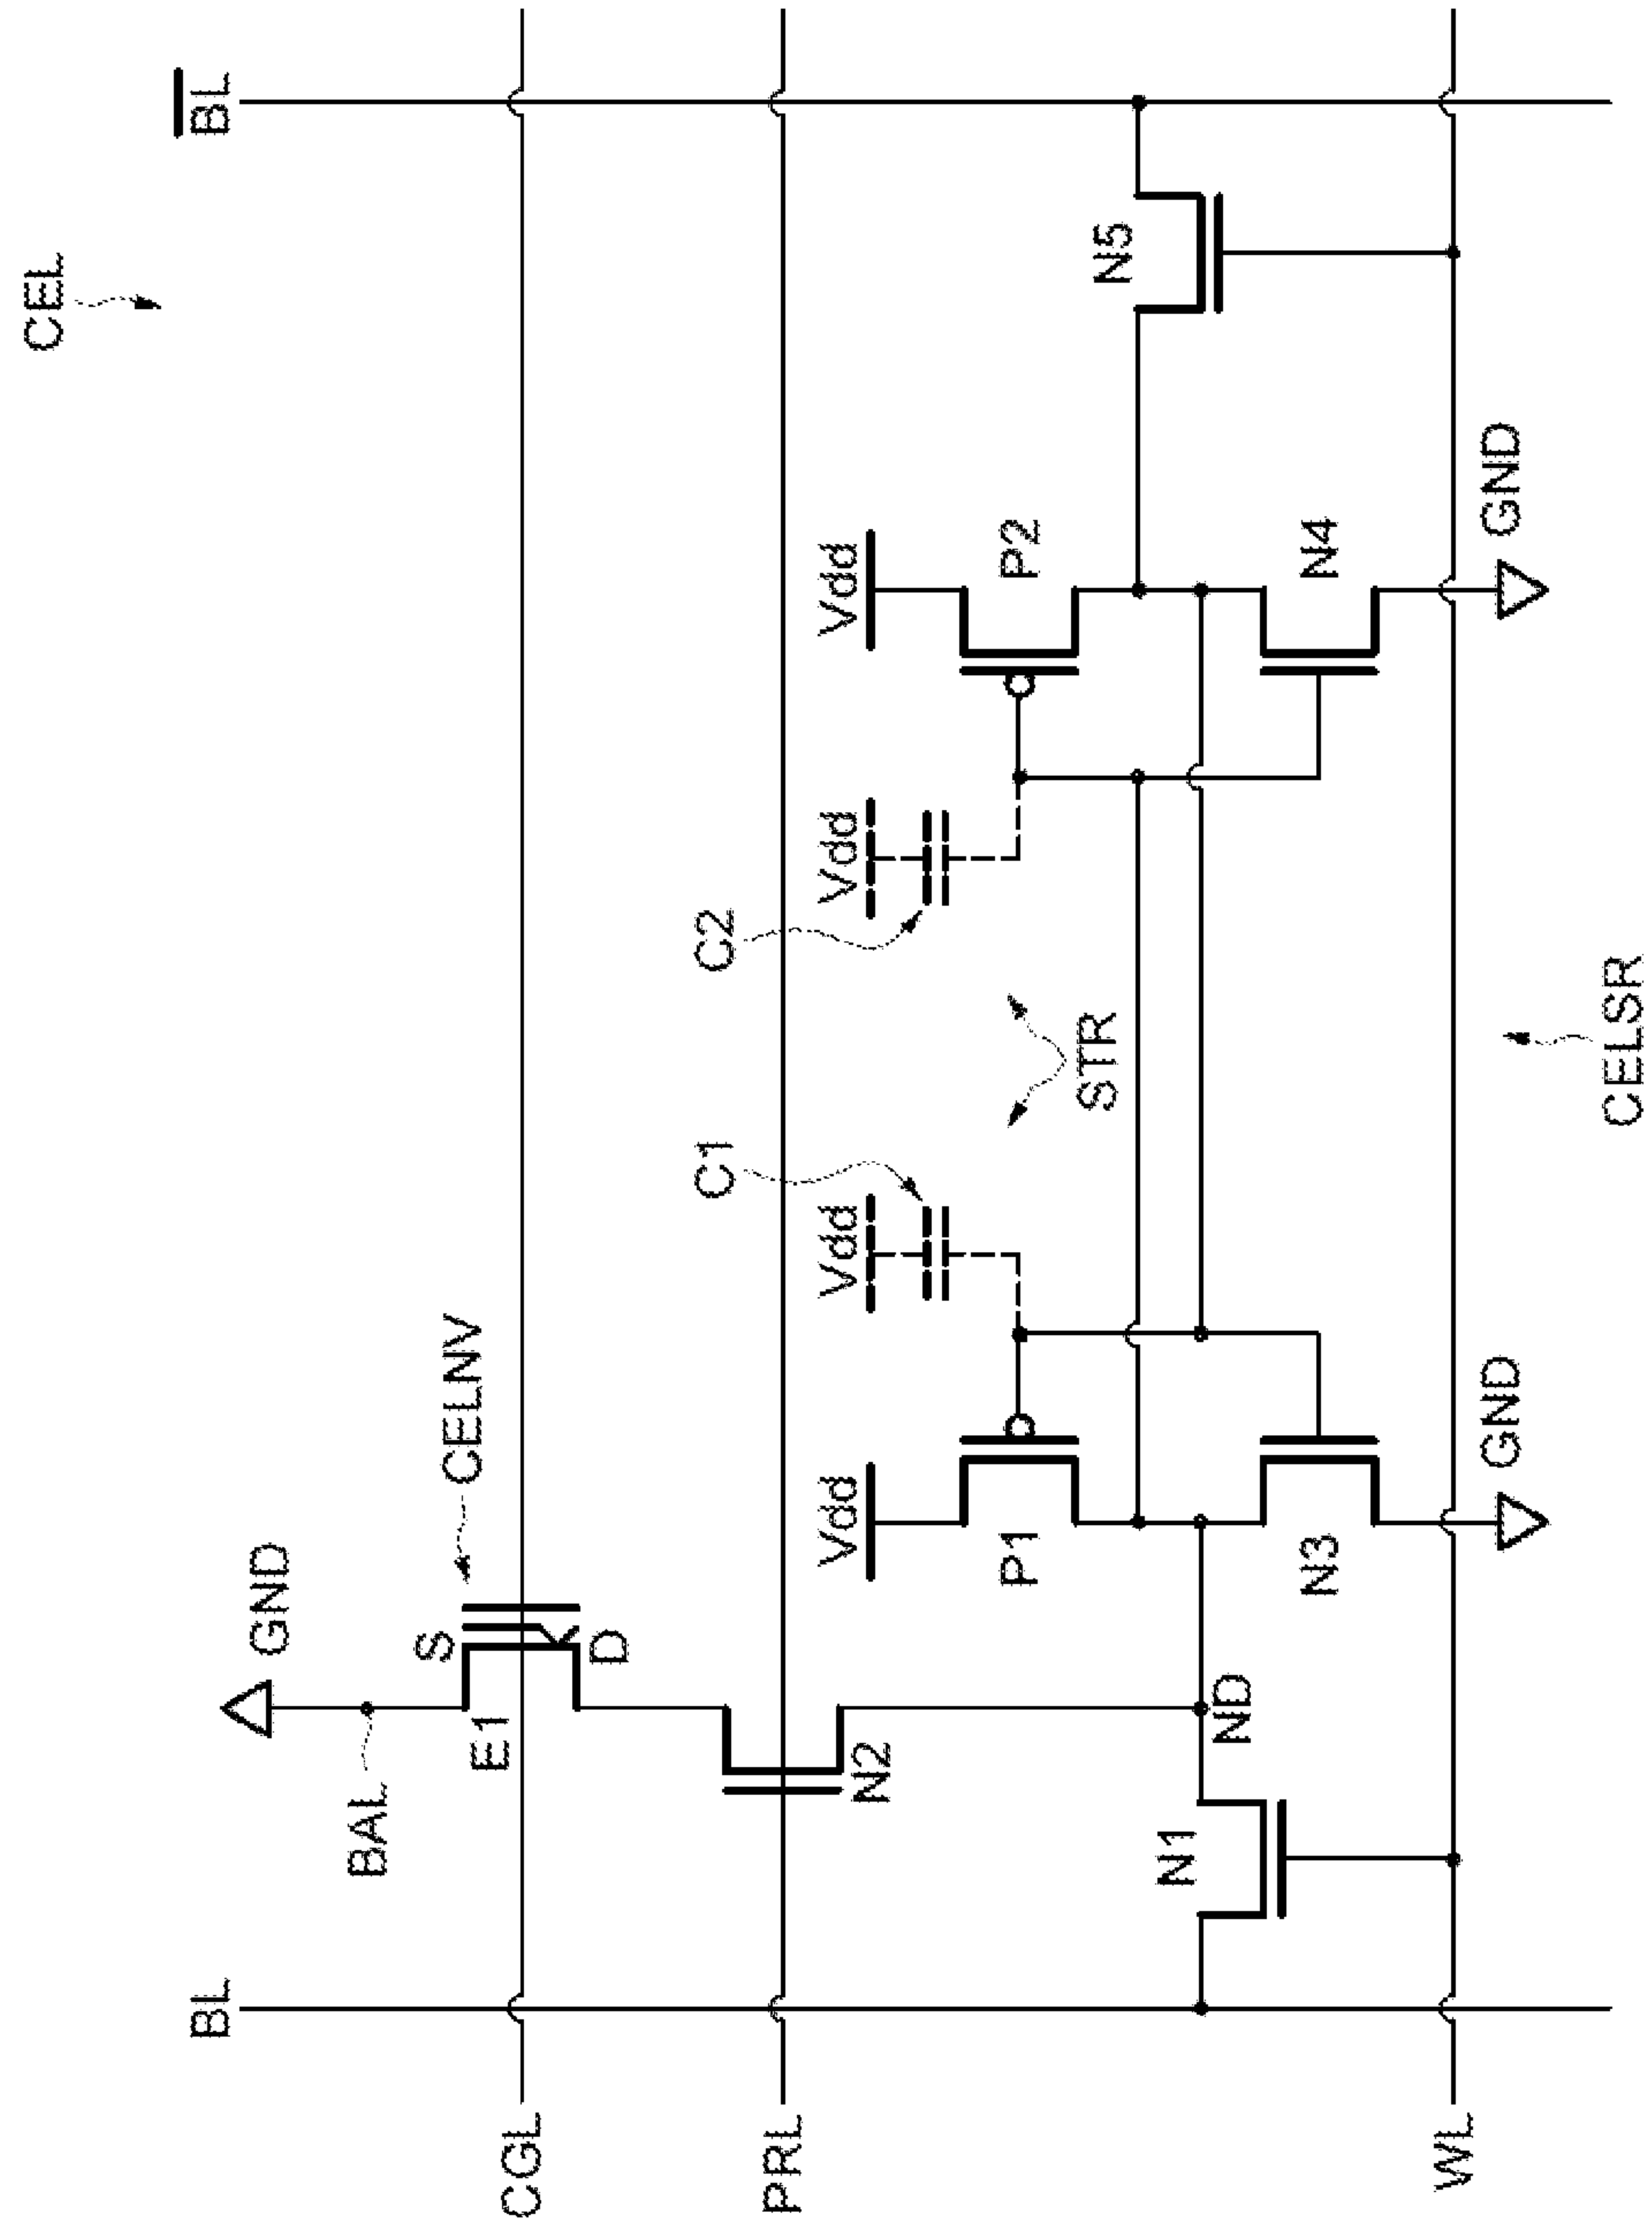 CEL
BL
B̅L̅
GND
BAL
S
CELNV
E1
CGL
D
C1
C2
PRL
Vdd
Vdd
Vdd
Vdd
N2
P1
P2
STR
N5
N1
ND
N3
N4
WL
GND
GND
CELSR